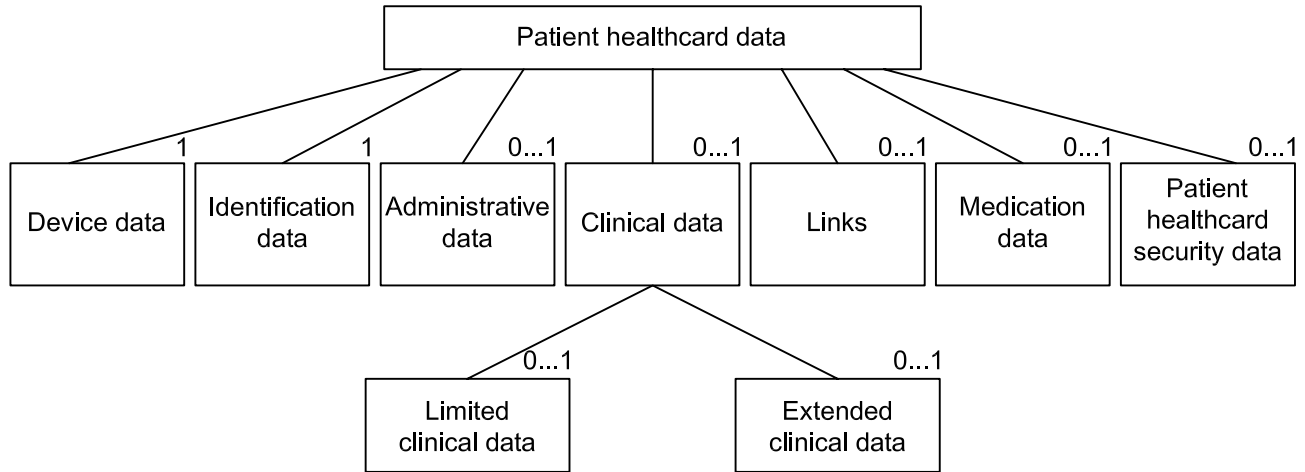 Patient healthcard data
1
1
0...1
0...1
0...1
0...1
0...1
Device data
Identification
data
Administrative
data
Clinical data
Links
Medication
data
Patient
healthcard
security data
0...1
0...1
Limited
clinical data
Extended
clinical data